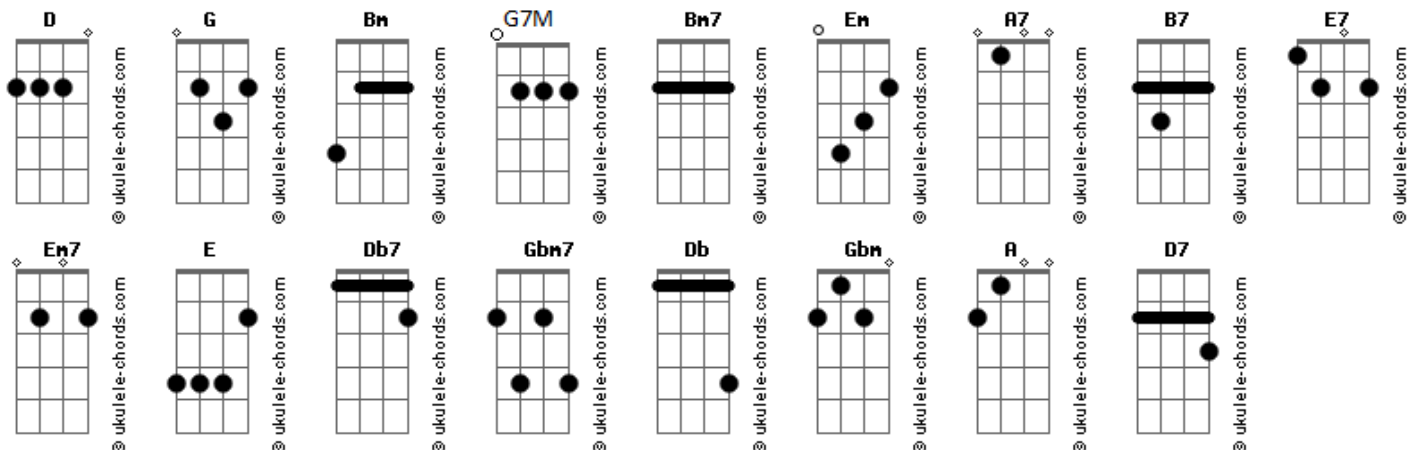 D G Bm G7M Bm7 Em A7 B7 E7
© ukulele-chords.com © ukulele-chords.com © ukulele-chords.com © ukulele-chords.com © ukulele-chords.com © ukulele-chords.com © ukulele-chords.com © ukulele-chords.com © ukulele-chords.com
Em7 E Db7 Gbm7 Db Gbm A D7
© ukulele-chords.com © ukulele-chords.com © ukulele-chords.com © ukulele-chords.com © ukulele-chords.com © ukulele-chords.com © ukulele-chords.com © ukulele-chords.com